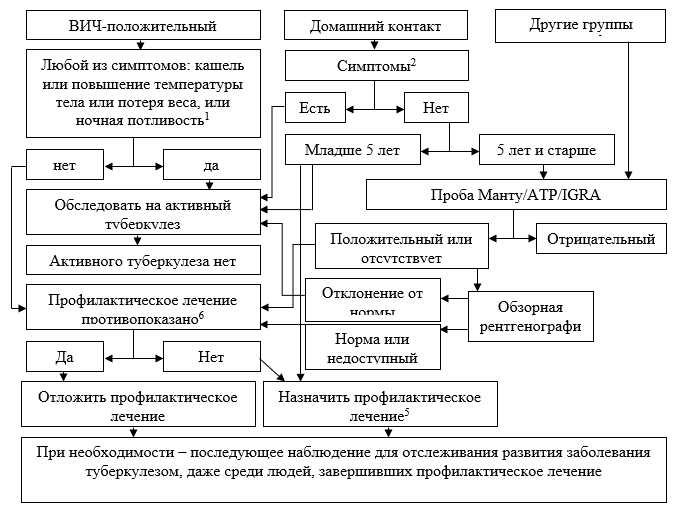 ВИЧ-положительный
Домашний контакт
Другие группы
Любой из симптомов: кашель
или повышение температуры
тела или потеря веса, или
ночная потливость1
Симптомы2
Есть
Нет
Младше 5 лет
5 лет и старше
нет
да
Проба Манту/АТР/IGRA
Обследовать на активный
туберкулез
Положительный или
отсутствует
Отрицательный
Активного туберкулеза нет
Профилактическое лечение
противопоказано6
Отклонение от
нормы
Обзорная
рентгенографи
Норма или
недоступный
Да
Нет
Отложить профилактическое
лечение
Назначить профилактическое
лечение5
При необходимости – последующее наблюдение для отслеживания развития заболевания
туберкулезом, даже среди людей, завершивших профилактическое лечение